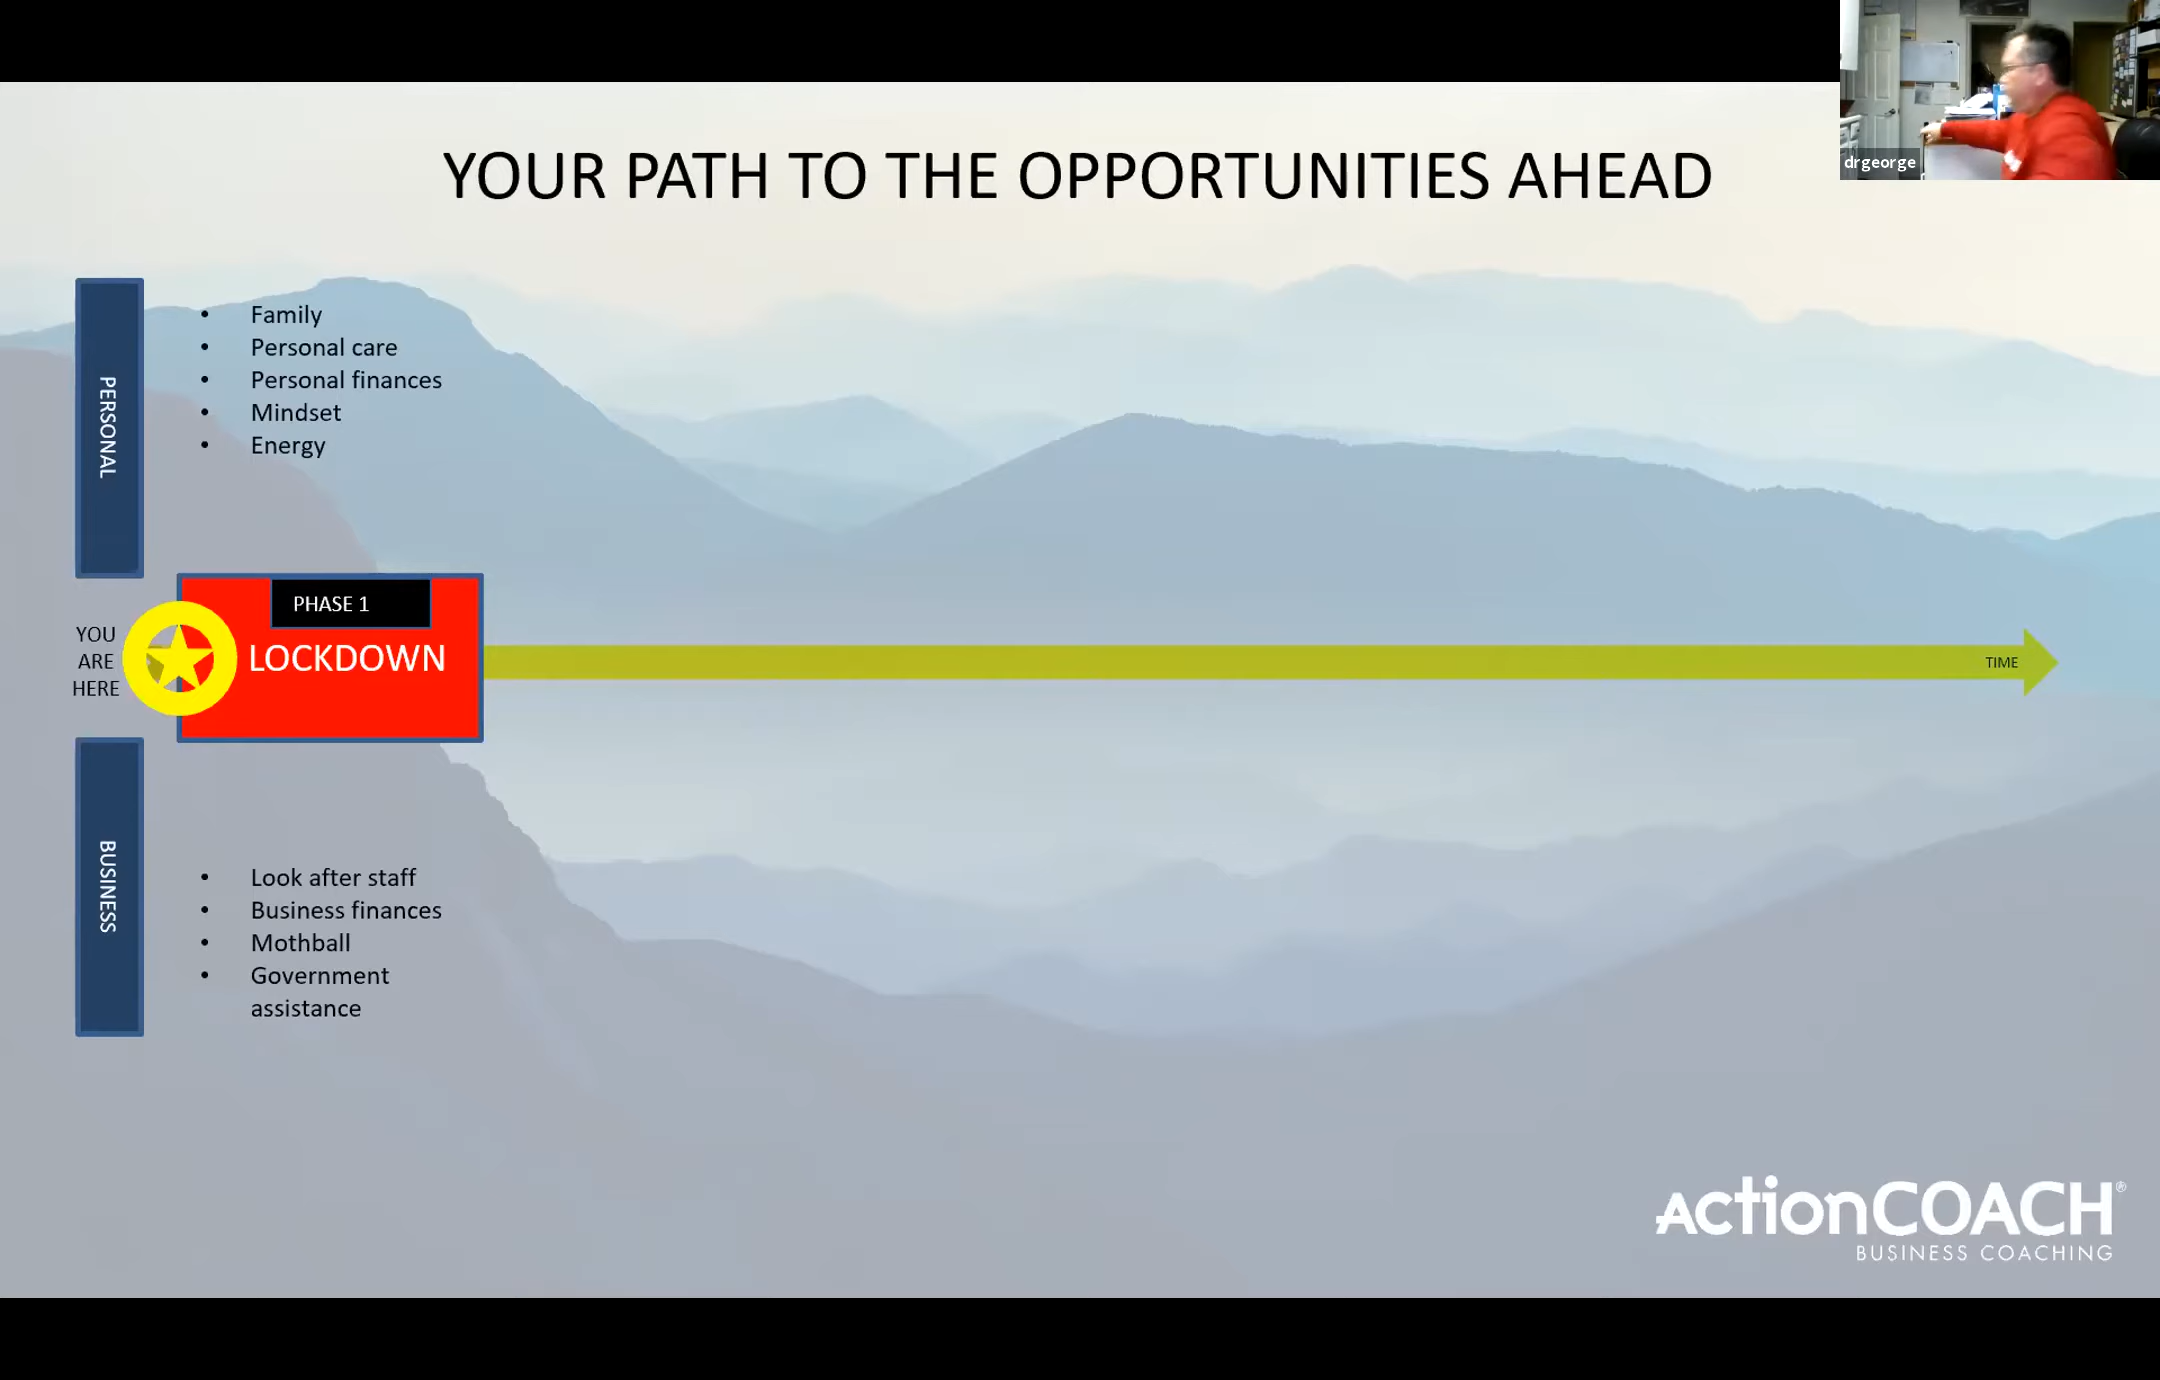 drgeorge
YOUR PATH TO THE OPPORTUNITIES AHEAD
PERSONAL
• Family
• Personal care
• Personal finances
• Mindset
• Energy
YOU
ARE
HERE
PHASE 1
LOCKDOWN
TIME
BUSINESS
• Look after staff
• Business finances
• Mothball
• Government
assistance
ActionCOACH®
BUSINESS COACHING